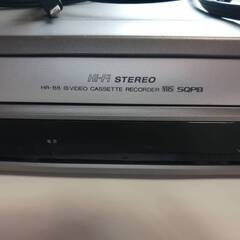 Hi-Fi STEREO
HR-B8 VIDEO CASSETTE RECORDER VHS SQPB